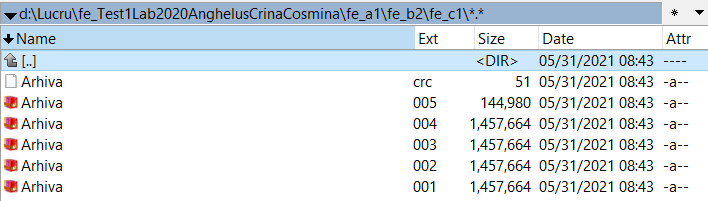 d:\Lucru\fe_Test1Lab2020AnghelusCrinaCosmina\fe_a1\fe_b2\fe_c1\*.*
Name Ext Size Date Attr
[..] <DIR> 05/31/2021 08:43 ----
Arhiva crc 51 05/31/2021 08:43 -a--
Arhiva 005 144,980 05/31/2021 08:43 -a--
Arhiva 004 1,457,664 05/31/2021 08:43 -a--
Arhiva 003 1,457,664 05/31/2021 08:43 -a--
Arhiva 002 1,457,664 05/31/2021 08:43 -a--
Arhiva 001 1,457,664 05/31/2021 08:43 -a--